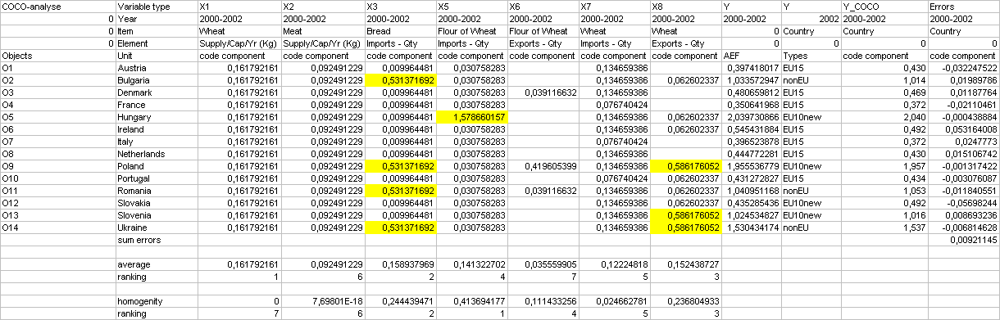 COCO-analyse Variable type X1 X2 X3 X5 X6 X7 X8 Y Y Y_COCO Errors
0 Year 2000-2002 2000-2002 2000-2002 2000-2002 2000-2002 2000-2002 2000-2002 2000-2002 2002 2000-2002 2000-2002
0 Item Wheat Meat Bread Flour of Wheat Flour of Wheat Wheat Wheat 0 Country Country Country
0 Element Supply/Cap/Yr (Kg) Supply/Cap/Yr (Kg) Imports - Qty Imports - Qty Exports - Qty Imports - Qty Exports - Qty 0 0 0 0
Objects Unit code component code component code component code component code component code component code component AEF Types code component code component
O1 Austria 0,161792161 0,092491229 0,009964481 0,030758283 0,134659386 0,397418017 EU15 0,430 -0,032247522
O2 Bulgaria 0,161792161 0,092491229 0,531371692 0,030758283 0,134659386 0,062602337 1,033572947 nonEU 1,014 0,01989786
O3 Denmark 0,161792161 0,092491229 0,009964481 0,030758283 0,039116632 0,134659386 0,480659812 EU15 0,469 0,01187764
O4 France 0,161792161 0,092491229 0,009964481 0,030758283 0,076740424 0,350641968 EU15 0,372 -0,02110461
O5 Hungary 0,161792161 0,092491229 0,009964481 1,578660157 0,134659386 0,062602337 2,039730866 EU10new 2,040 -0,000438884
O6 Ireland 0,161792161 0,092491229 0,009964481 0,030758283 0,134659386 0,062602337 0,545431884 EU15 0,492 0,053164008
O7 Italy 0,161792161 0,092491229 0,009964481 0,030758283 0,076740424 0,396523878 EU15 0,372 0,0247773
O8 Netherlands 0,161792161 0,092491229 0,009964481 0,030758283 0,134659386 0,444772281 EU15 0,430 0,015106742
O9 Poland 0,161792161 0,092491229 0,531371692 0,030758283 0,419605399 0,134659386 0,586176052 1,955536779 EU10new 1,957 -0,001317422
O10 Portugal 0,161792161 0,092491229 0,009964481 0,030758283 0,076740424 0,062602337 0,431272827 EU15 0,434 -0,003076087
O11 Romania 0,161792161 0,092491229 0,531371692 0,030758283 0,039116632 0,134659386 0,062602337 1,040951168 nonEU 1,053 -0,011840551
O12 Slovakia 0,161792161 0,092491229 0,009964481 0,030758283 0,134659386 0,062602337 0,435285436 EU10new 0,492 -0,05698244
O13 Slovenia 0,161792161 0,092491229 0,009964481 0,030758283 0,134659386 0,586176052 1,024534827 EU10new 1,016 0,008693236
O14 Ukraine 0,161792161 0,092491229 0,531371692 0,030758283 0,134659386 0,586176052 1,530434174 nonEU 1,537 -0,006814628
sum errors 0,00921145
average 0,161792161 0,092491229 0,158937969 0,141322702 0,035559905 0,12224818 0,152438727
ranking 1 6 2 4 7 5 3
homogenity 0 7,69801E-18 0,244439471 0,413694177 0,111433256 0,024662781 0,236804933
ranking 7 6 2 1 4 5 3